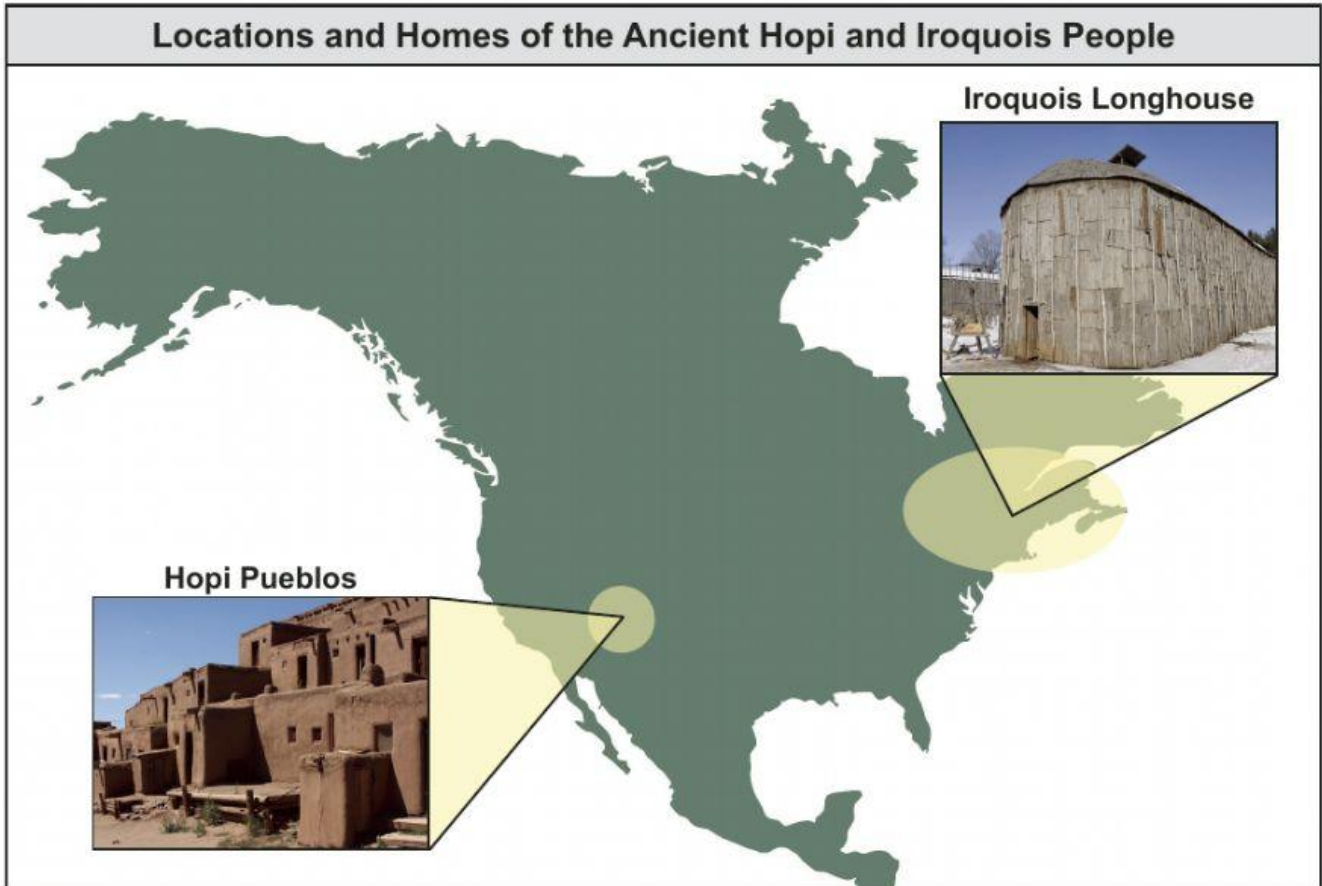 Locations and Homes of the Ancient Hopi and Iroquois People
Iroquois Longhouse
Hopi Pueblos